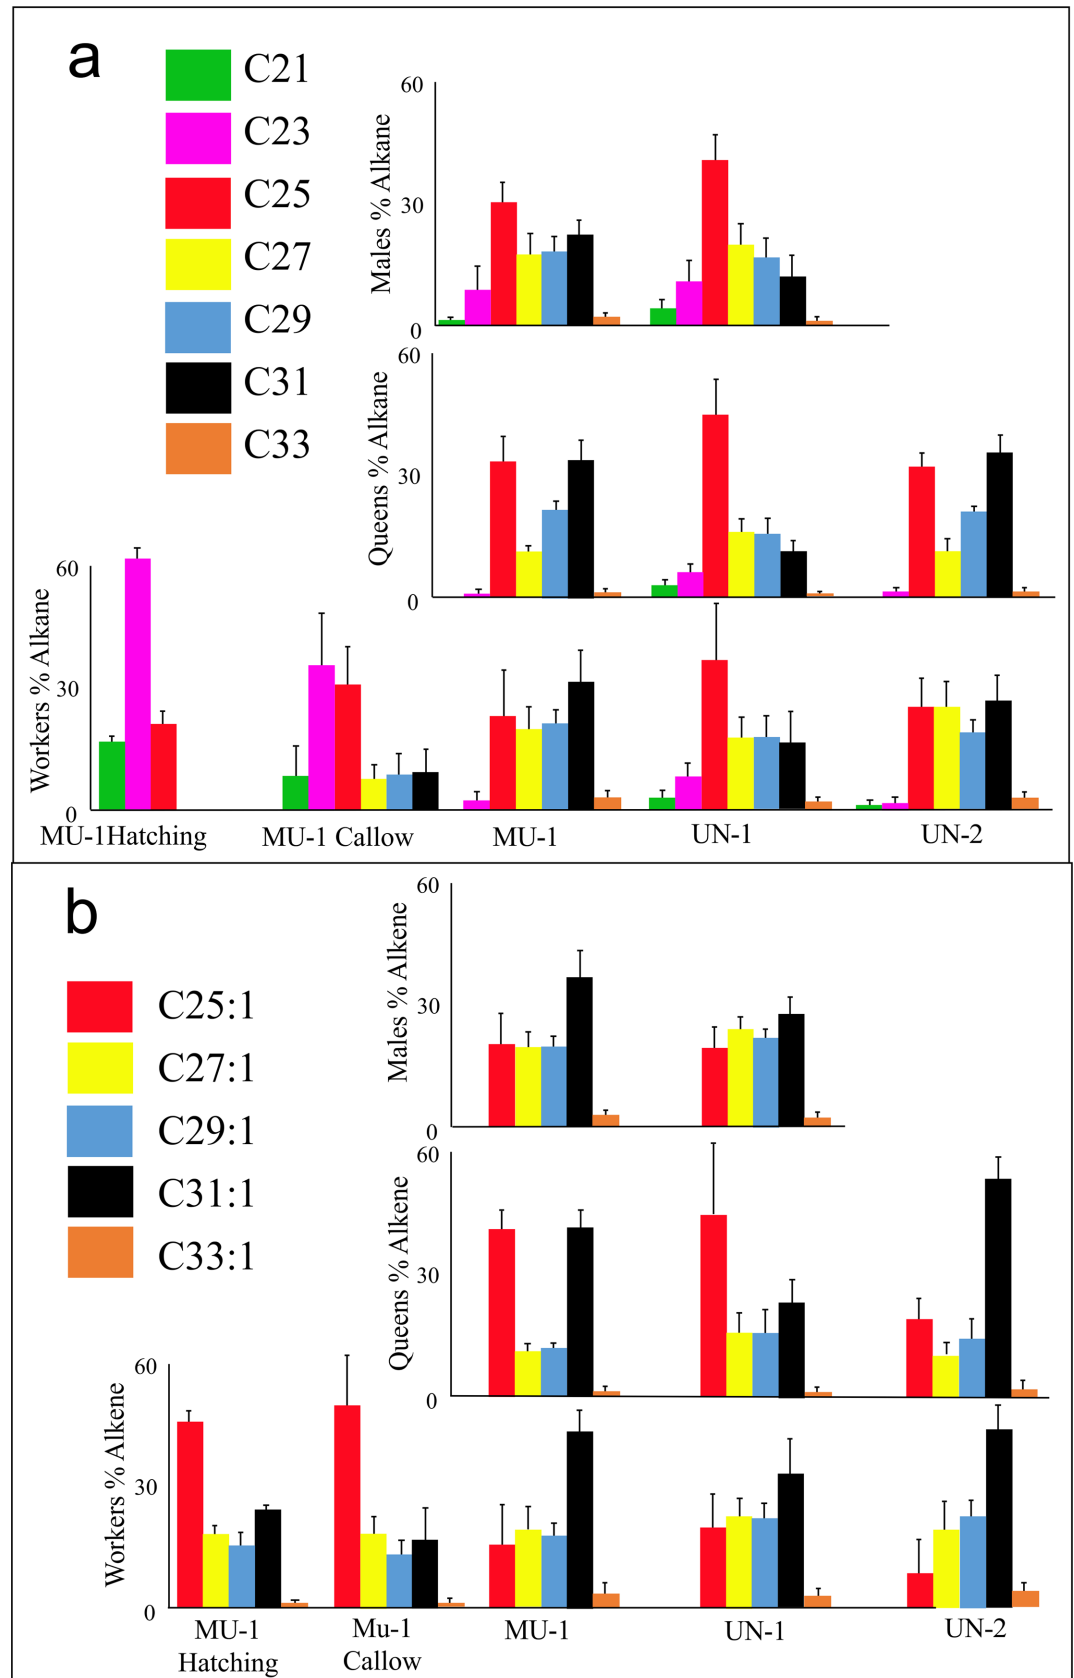 a
C21
C23
C25
C27
C29
C31
C33
60
Males % Alkane
30
0
60
Queens % Alkane
30
0
60
Workers % Alkane
30
0
MU-1Hatching
MU-1 Callow
MU-1
UN-1
UN-2
b
C25:1
C27:1
C29:1
C31:1
C33:1
60
Males % Alkene
30
0
60
Queens % Alkene
30
0
60
Workers % Alkene
30
0
MU-1
Hatching
Mu-1
Callow
MU-1
UN-1
UN-2